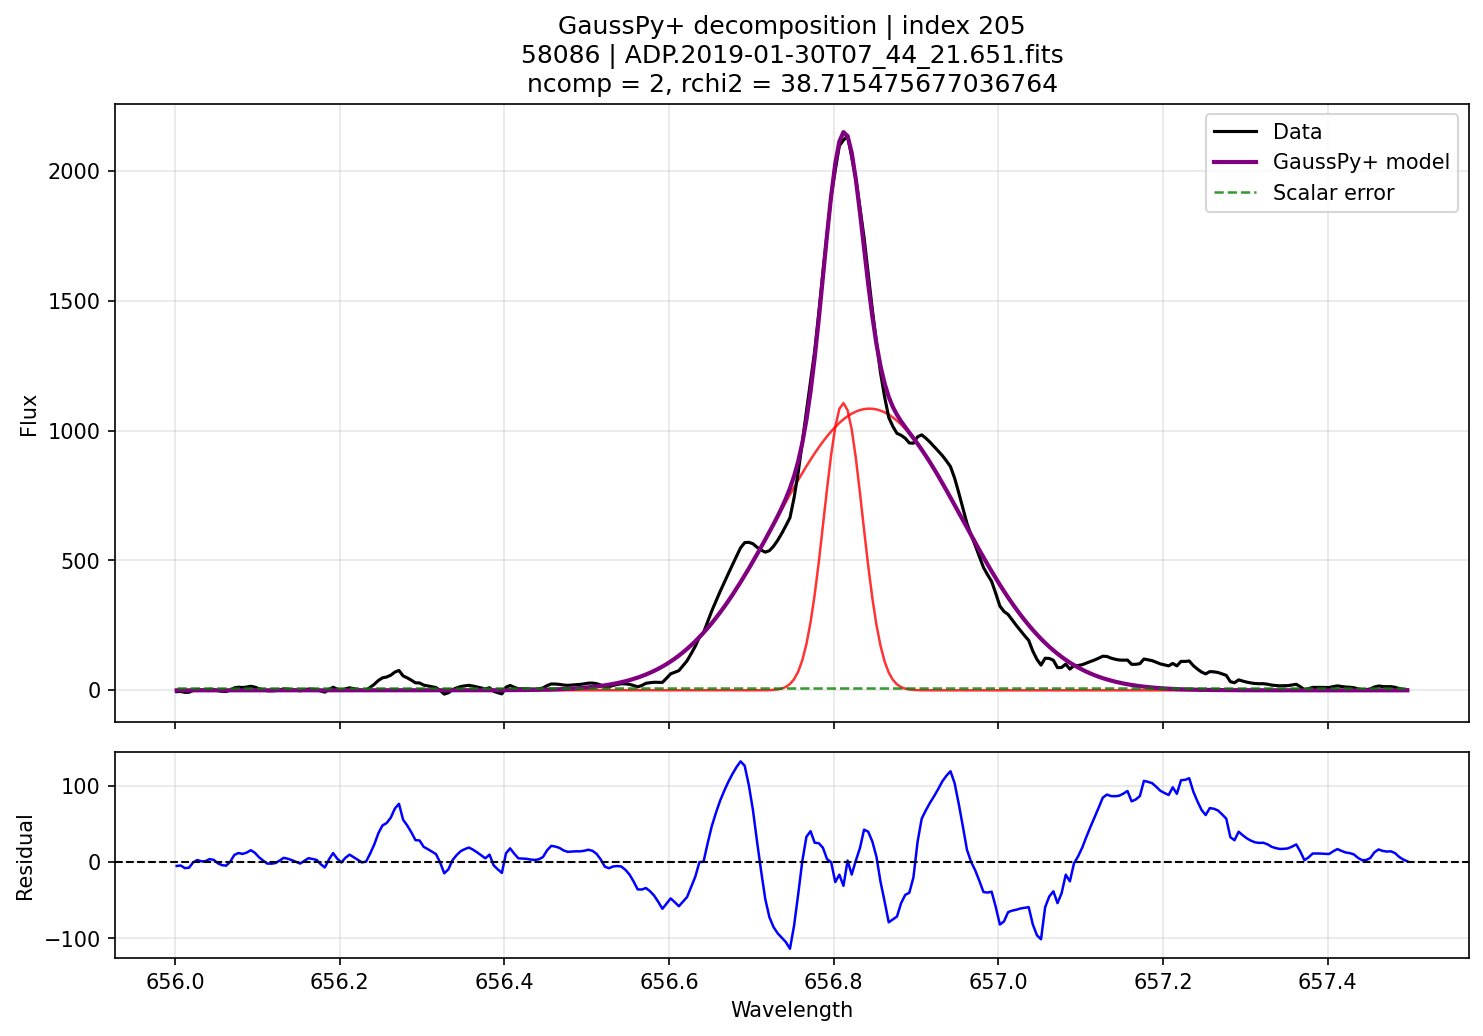 GaussPy+ decomposition | index 205
58086 | ADP.2019-01-30T07_44_21.651.fits
ncomp = 2, rchi2 = 38.715475677036764
Data
GaussPy+ model
Scalar error
Flux
2000
1500
1000
500
0
Residual
100
0
−100
656.0 656.2 656.4 656.6 656.8 657.0 657.2 657.4
Wavelength